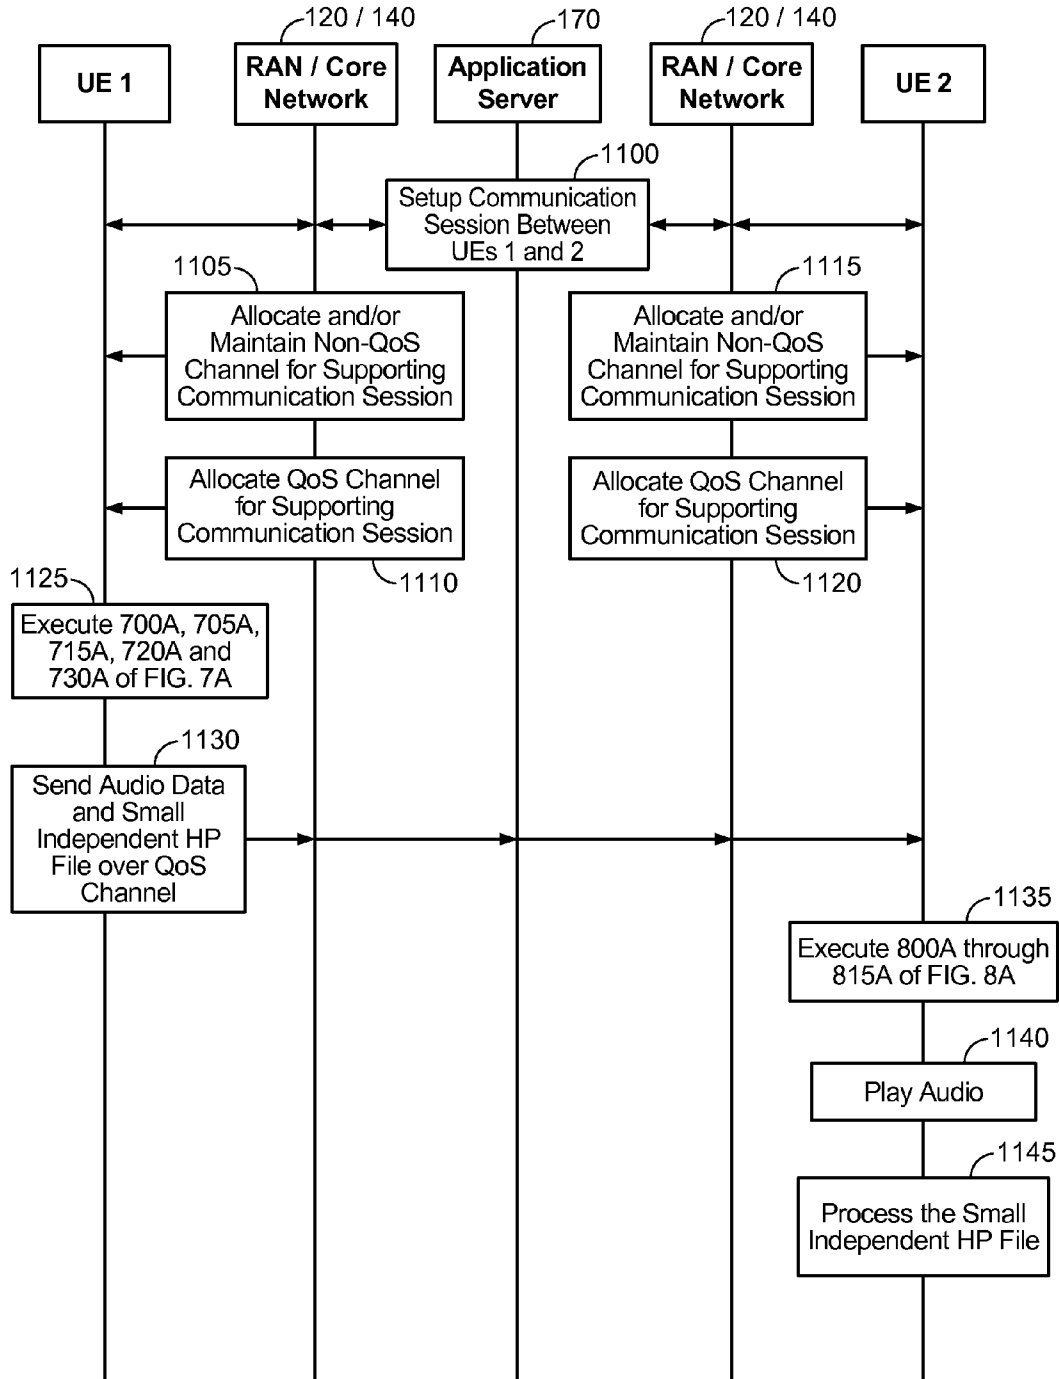 120 / 140
170
120 / 140
UE 1
RAN / Core
Network
Application
Server
RAN / Core
Network
UE 2
1100
Setup Communication
Session Between
UEs 1 and 2
1105
Allocate and/or
Maintain Non-QoS
Channel for Supporting
Communication Session
1115
Allocate and/or
Maintain Non-QoS
Channel for Supporting
Communication Session
Allocate QoS Channel
for Supporting
Communication Session
1110
Allocate QoS Channel
for Supporting
Communication Session
1120
1125
Execute 700A, 705A,
715A, 720A and
730A of FIG. 7A
1130
Send Audio Data
and Small
Independent HP
File over QoS
Channel
1135
Execute 800A through
815A of FIG. 8A
1140
Play Audio
1145
Process the Small
Independent HP File